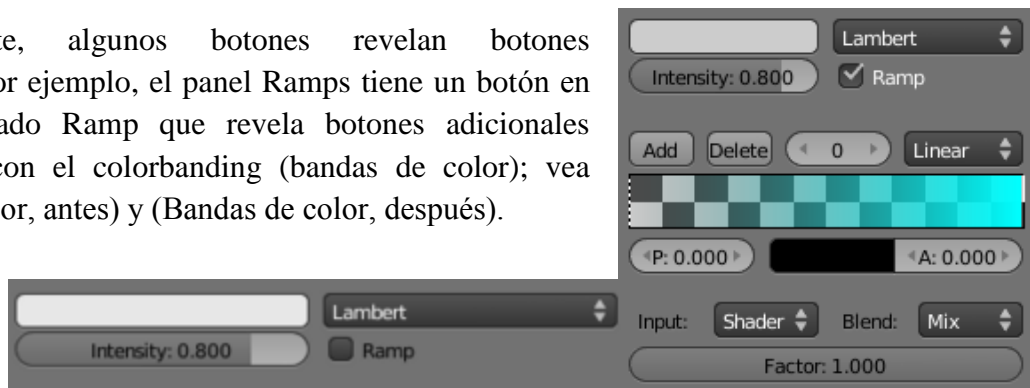 te, algunos botones revelan botones
or ejemplo, el panel Ramps tiene un botón en
ado Ramp que revela botones adicionales
con el colorbanding (bandas de color); vea
or, antes) y (Bandas de color, después).
Lambert
Intensity: 0.800 Ramp
Add Delete 0 Linear
P: 0.000 A: 0.000
Input: Shader Blend: Mix
Factor: 1.000
Lambert
Intensity: 0.800 Ramp